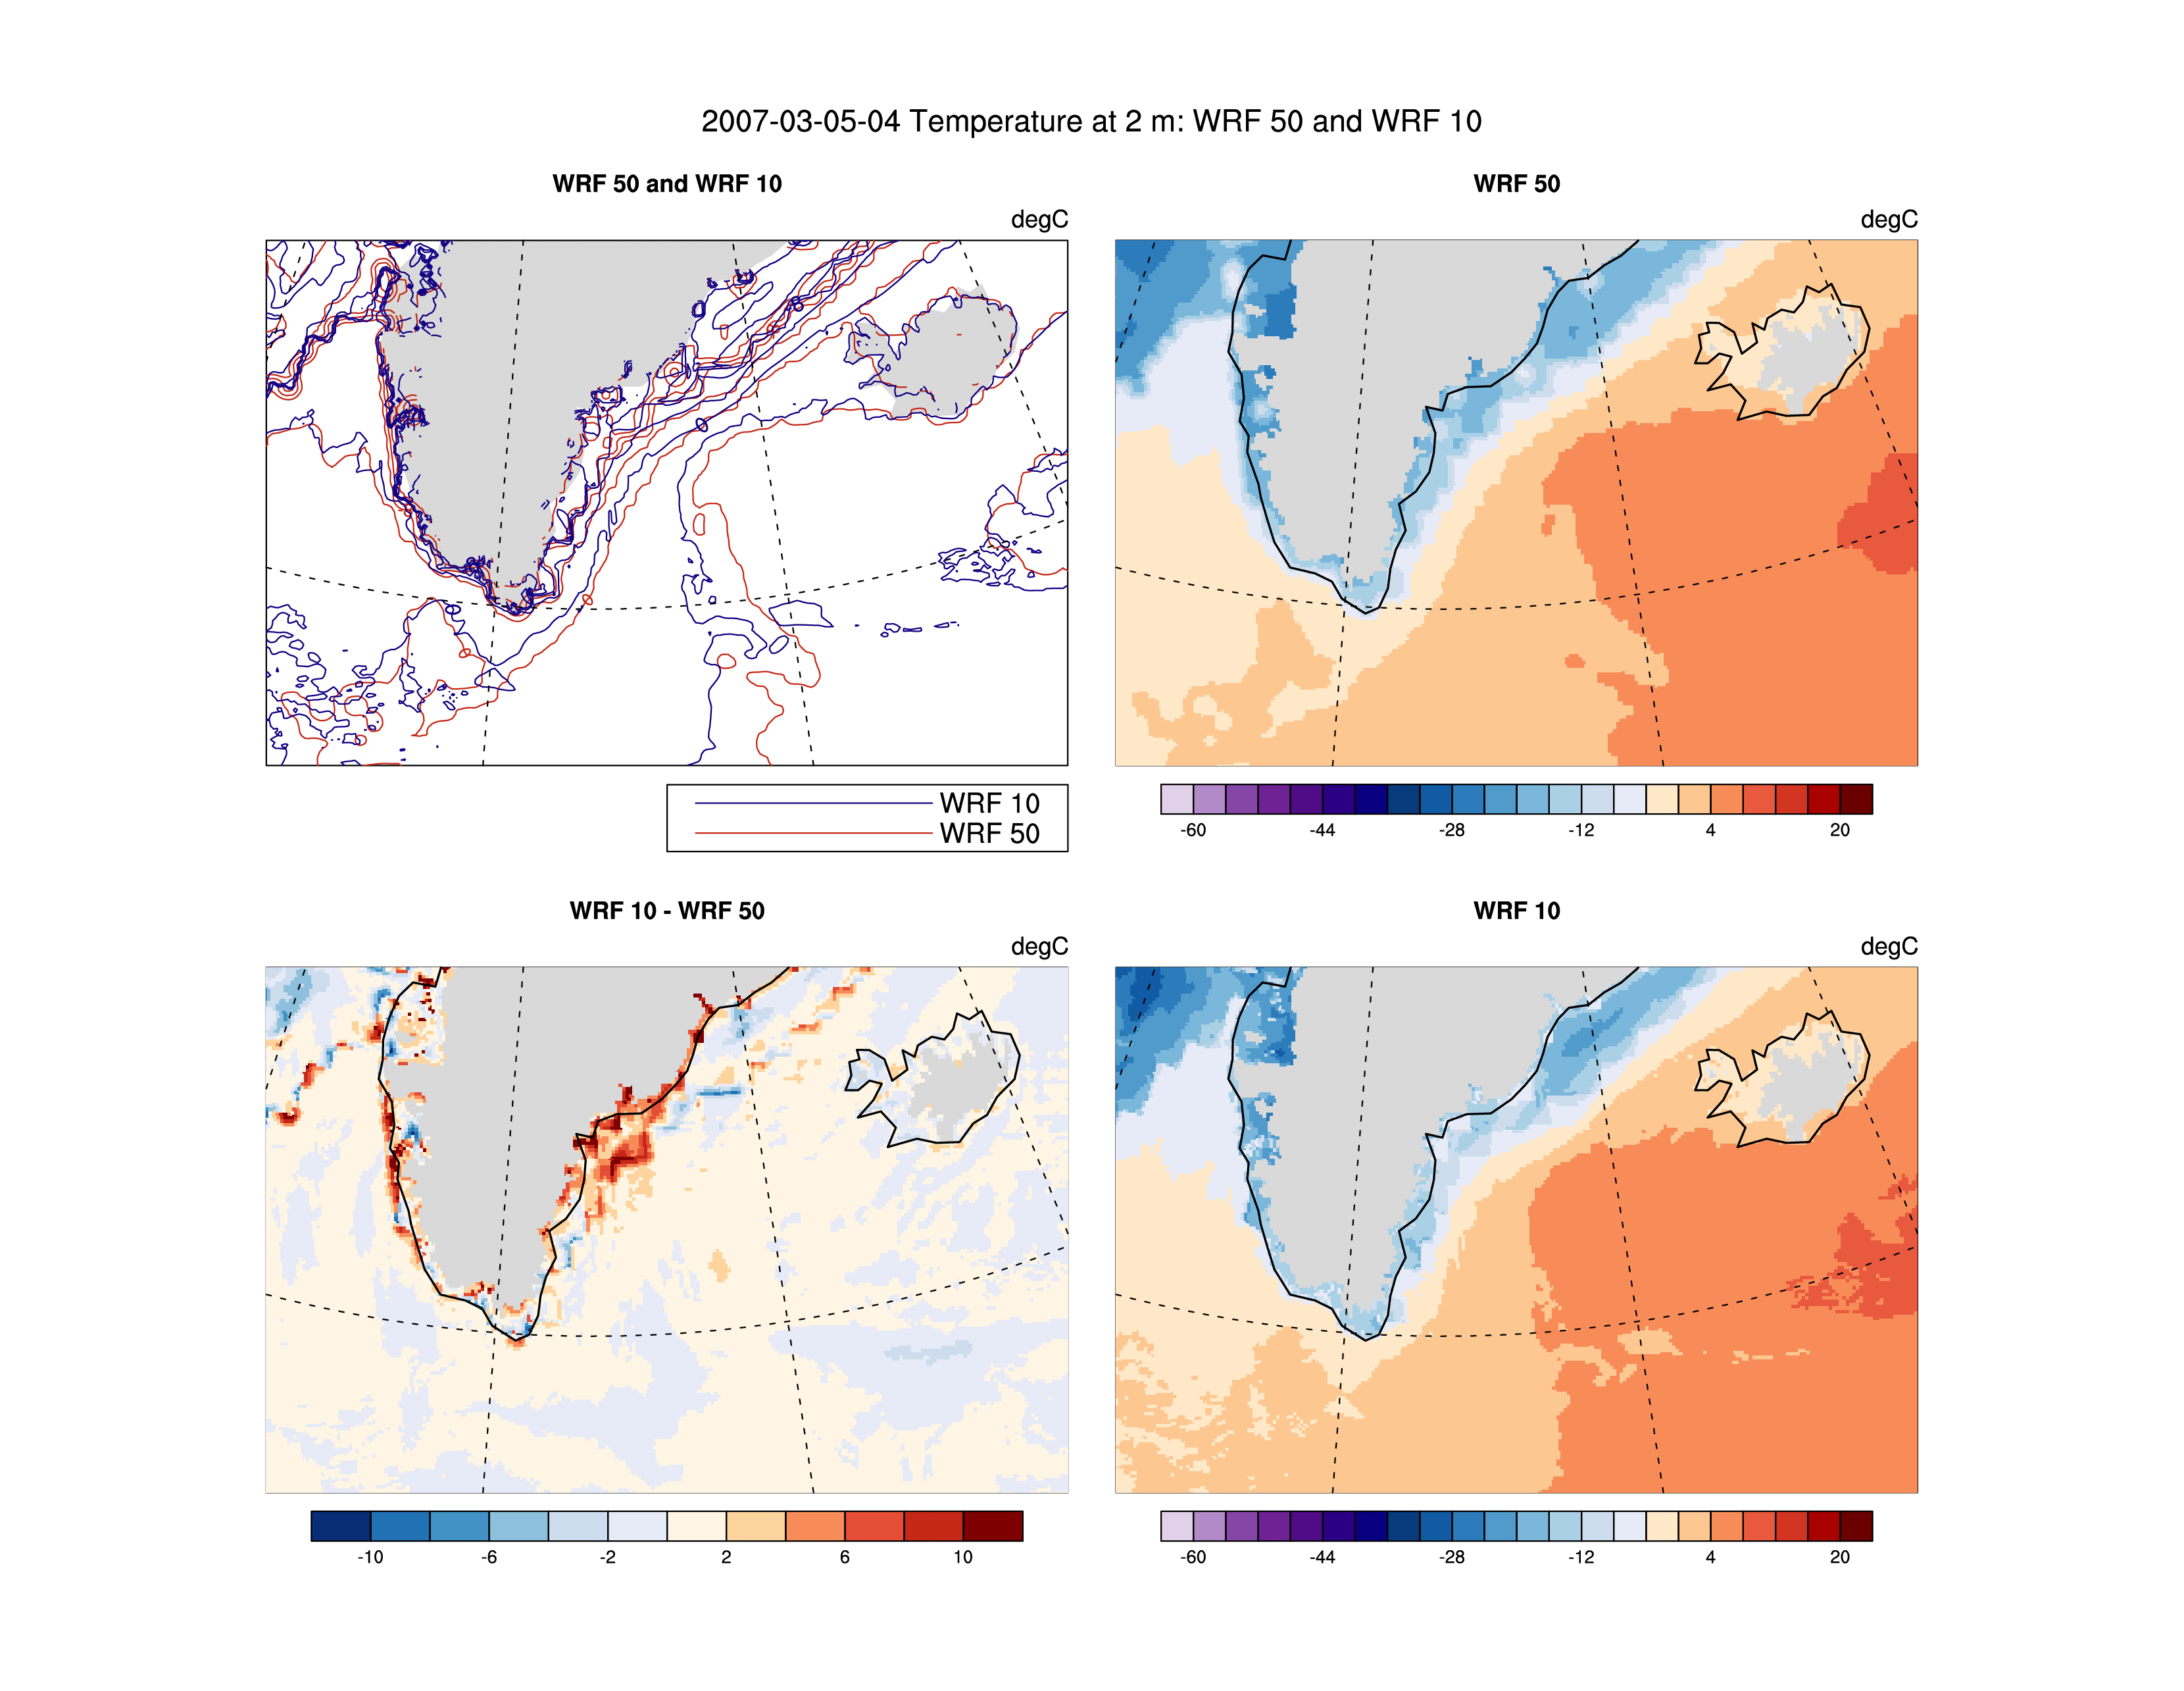 2007-03-05-04 Temperature at 2 m: WRF 50 and WRF 10
WRF 50 and WRF 10
degC
WRF 10
WRF 50
WRF 50
degC
-60 -44 -28 -12 4 20
WRF 10 - WRF 50
degC
-10 -6 -2 2 6 10
WRF 10
degC
-60 -44 -28 -12 4 20